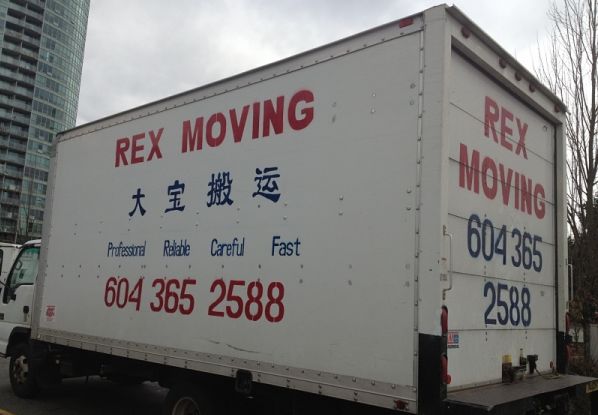 REX MOVING
大宝搬运
Professional Reliable Careful Fast
604 365 2588
REX
MOVING
604 365
2588